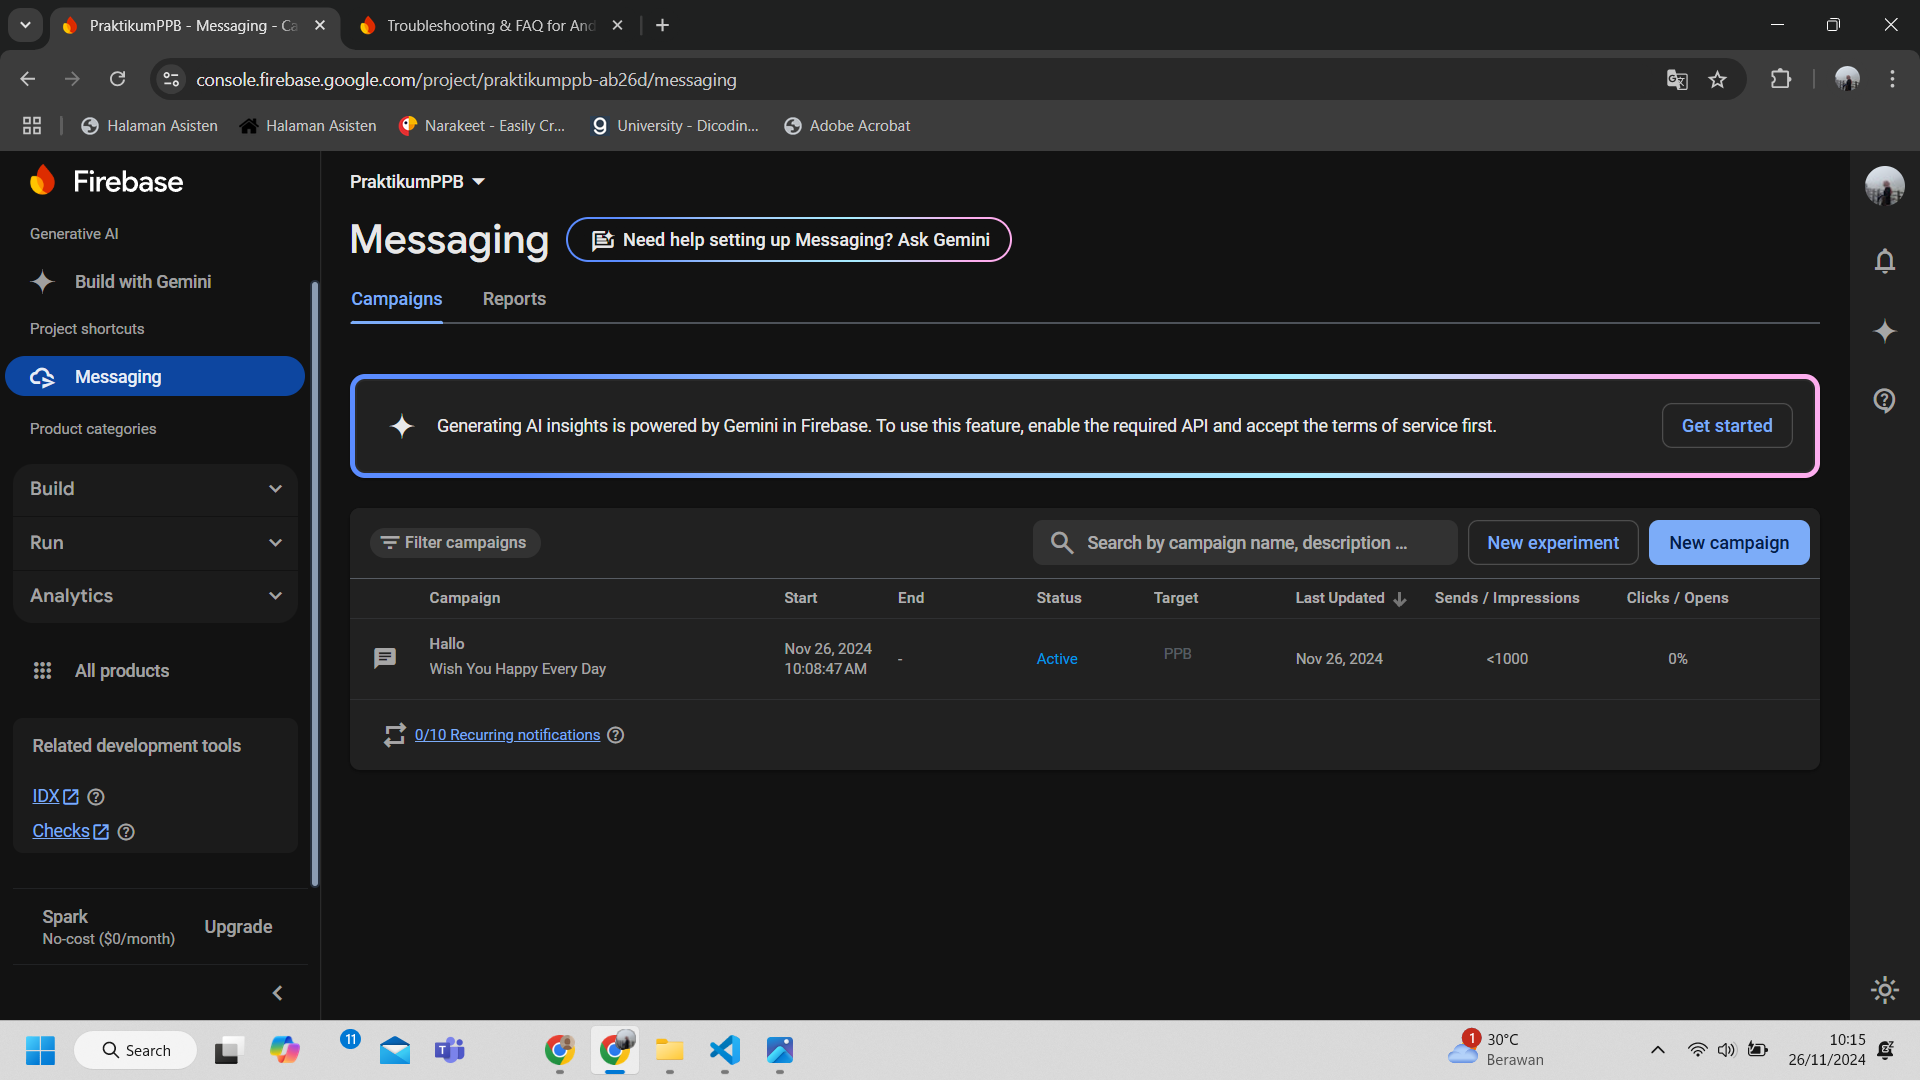 PraktikumPPB - Messaging - Ca
Troubleshooting & FAQ for And
console.firebase.google.com/project/praktikumppb-ab26d/messaging
Halaman Asisten
Halaman Asisten
Narakeet - Easily Cr...
University - Dicodin...
Adobe Acrobat
Firebase
Generative AI
Build with Gemini
Project shortcuts
Messaging
Product categories
Build
Run
Analytics
All products
Related development tools
IDX
Checks
Spark
No-cost ($0/month)
Upgrade
PraktikumPPB
Messaging
Need help setting up Messaging? Ask Gemini
Campaigns
Reports
Generating AI insights is powered by Gemini in Firebase. To use this feature, enable the required API and accept the terms of service first.
Get started
Filter campaigns
Search by campaign name, description ...
New experiment
New campaign
Campaign Start End Status Target Last Updated Sends / Impressions Clicks / Opens
Hallo
Wish You Happy Every Day
Nov 26, 2024
10:08:47 AM
-
Active
PPB
Nov 26, 2024
<1000
0%
0/10 Recurring notifications
Search
11
1
30°C
Berawan
10:15
26/11/2024